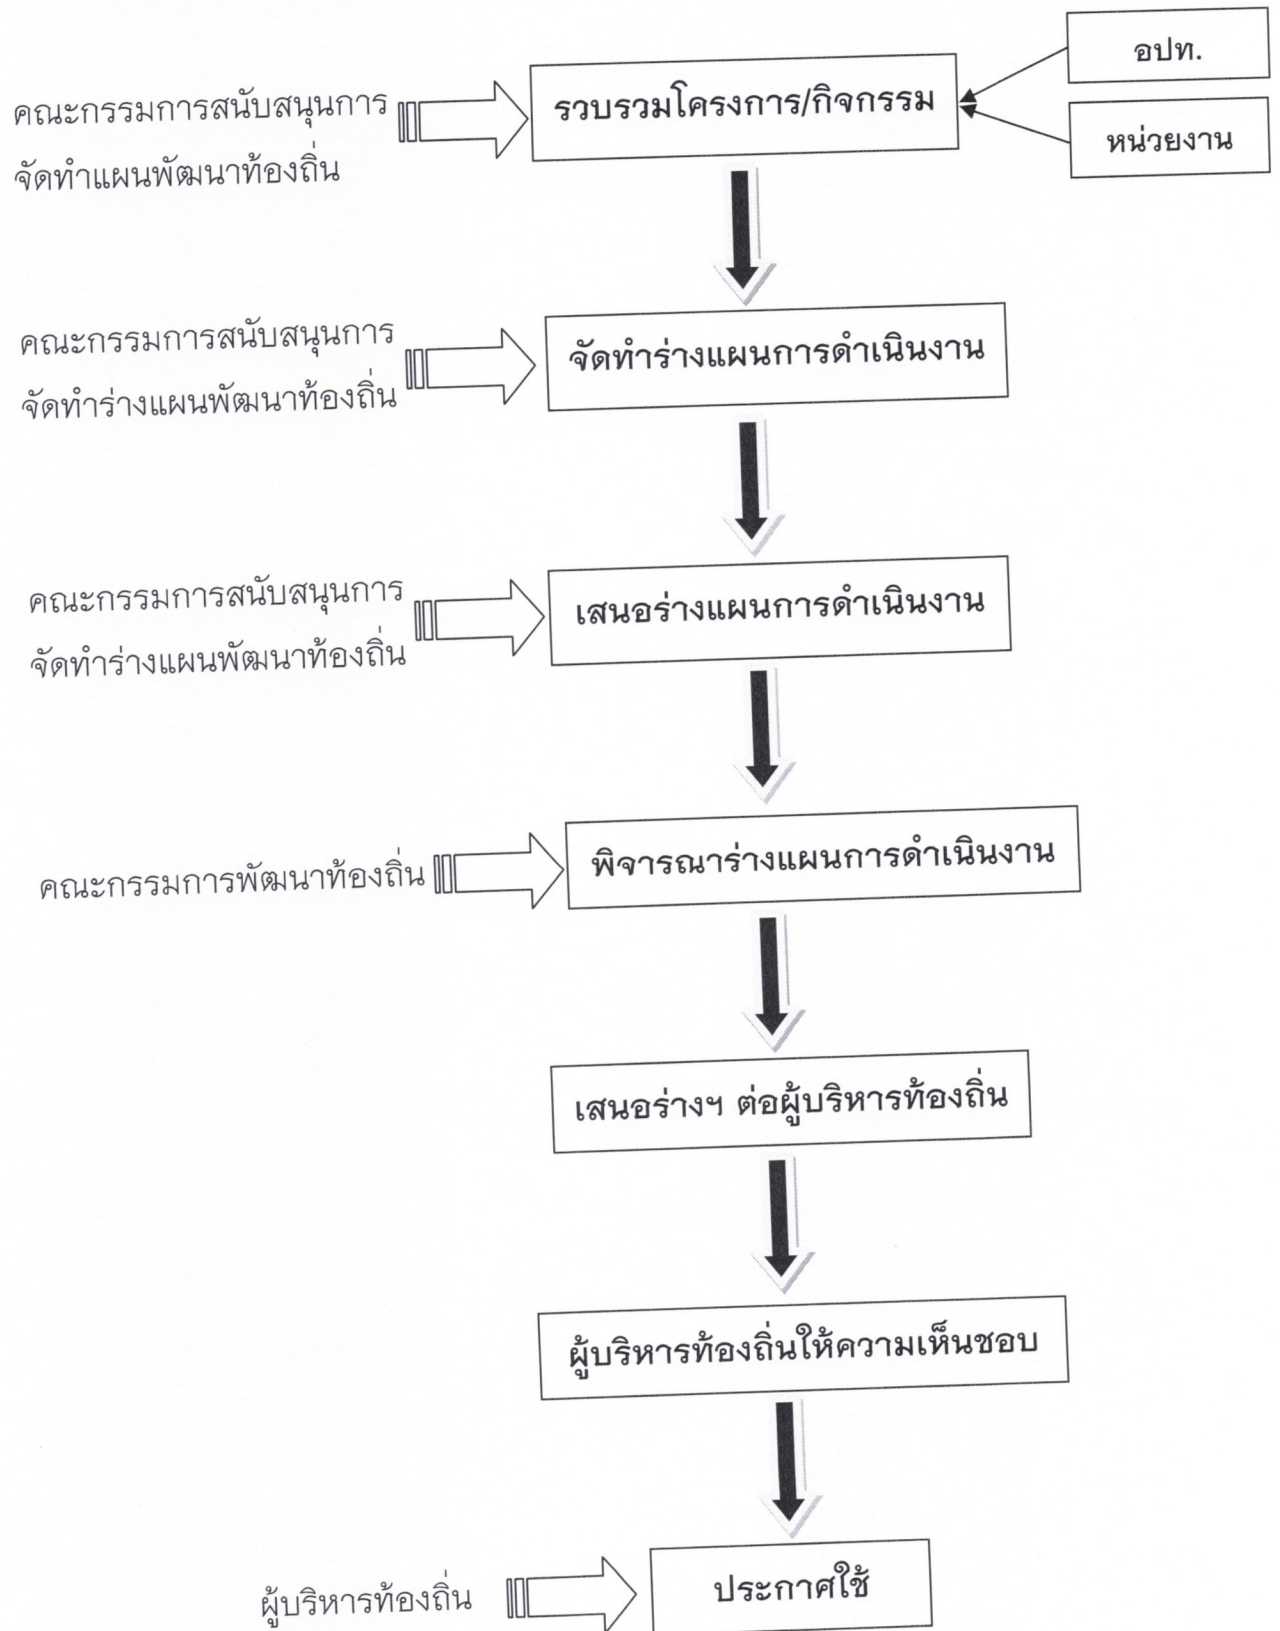 อปท.
คณะกรรมการสนับสนุนการ
จัดทำแผนพัฒนาท้องถิ่น
รวบรวมโครงการ/กิจกรรม
หน่วยงาน
คณะกรรมการสนับสนุนการ
จัดทำร่างแผนพัฒนาท้องถิ่น
จัดทำร่างแผนการดำเนินงาน
คณะกรรมการสนับสนุนการ
จัดทำร่างแผนพัฒนาท้องถิ่น
เสนอร่างแผนการดำเนินงาน
คณะกรรมการพัฒนาท้องถิ่น
พิจารณาร่างแผนการดำเนินงาน
เสนอร่างฯ ต่อผู้บริหารท้องถิ่น
ผู้บริหารท้องถิ่นให้ความเห็นชอบ
ผู้บริหารท้องถิ่น
ประกาศใช้